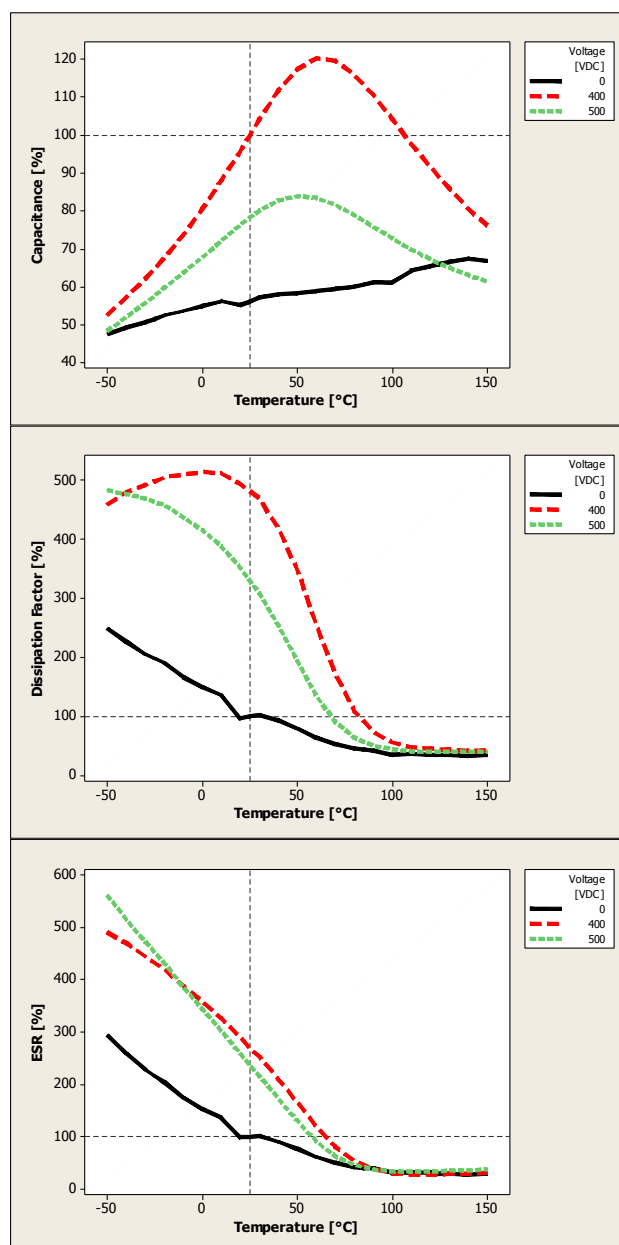 Voltage
[VDC]
0
400
500
120
110
100
90
80
70
60
50
40
Capacitance [%]
-50 0 50 100 150
Temperature [°C]
Voltage
[VDC]
0
400
500
500
400
300
200
100
0
Dissipation Factor [%]
-50 0 50 100 150
Temperature [°C]
Voltage
[VDC]
0
400
500
600
500
400
300
200
100
0
ESR [%]
-50 0 50 100 150
Temperature [°C]